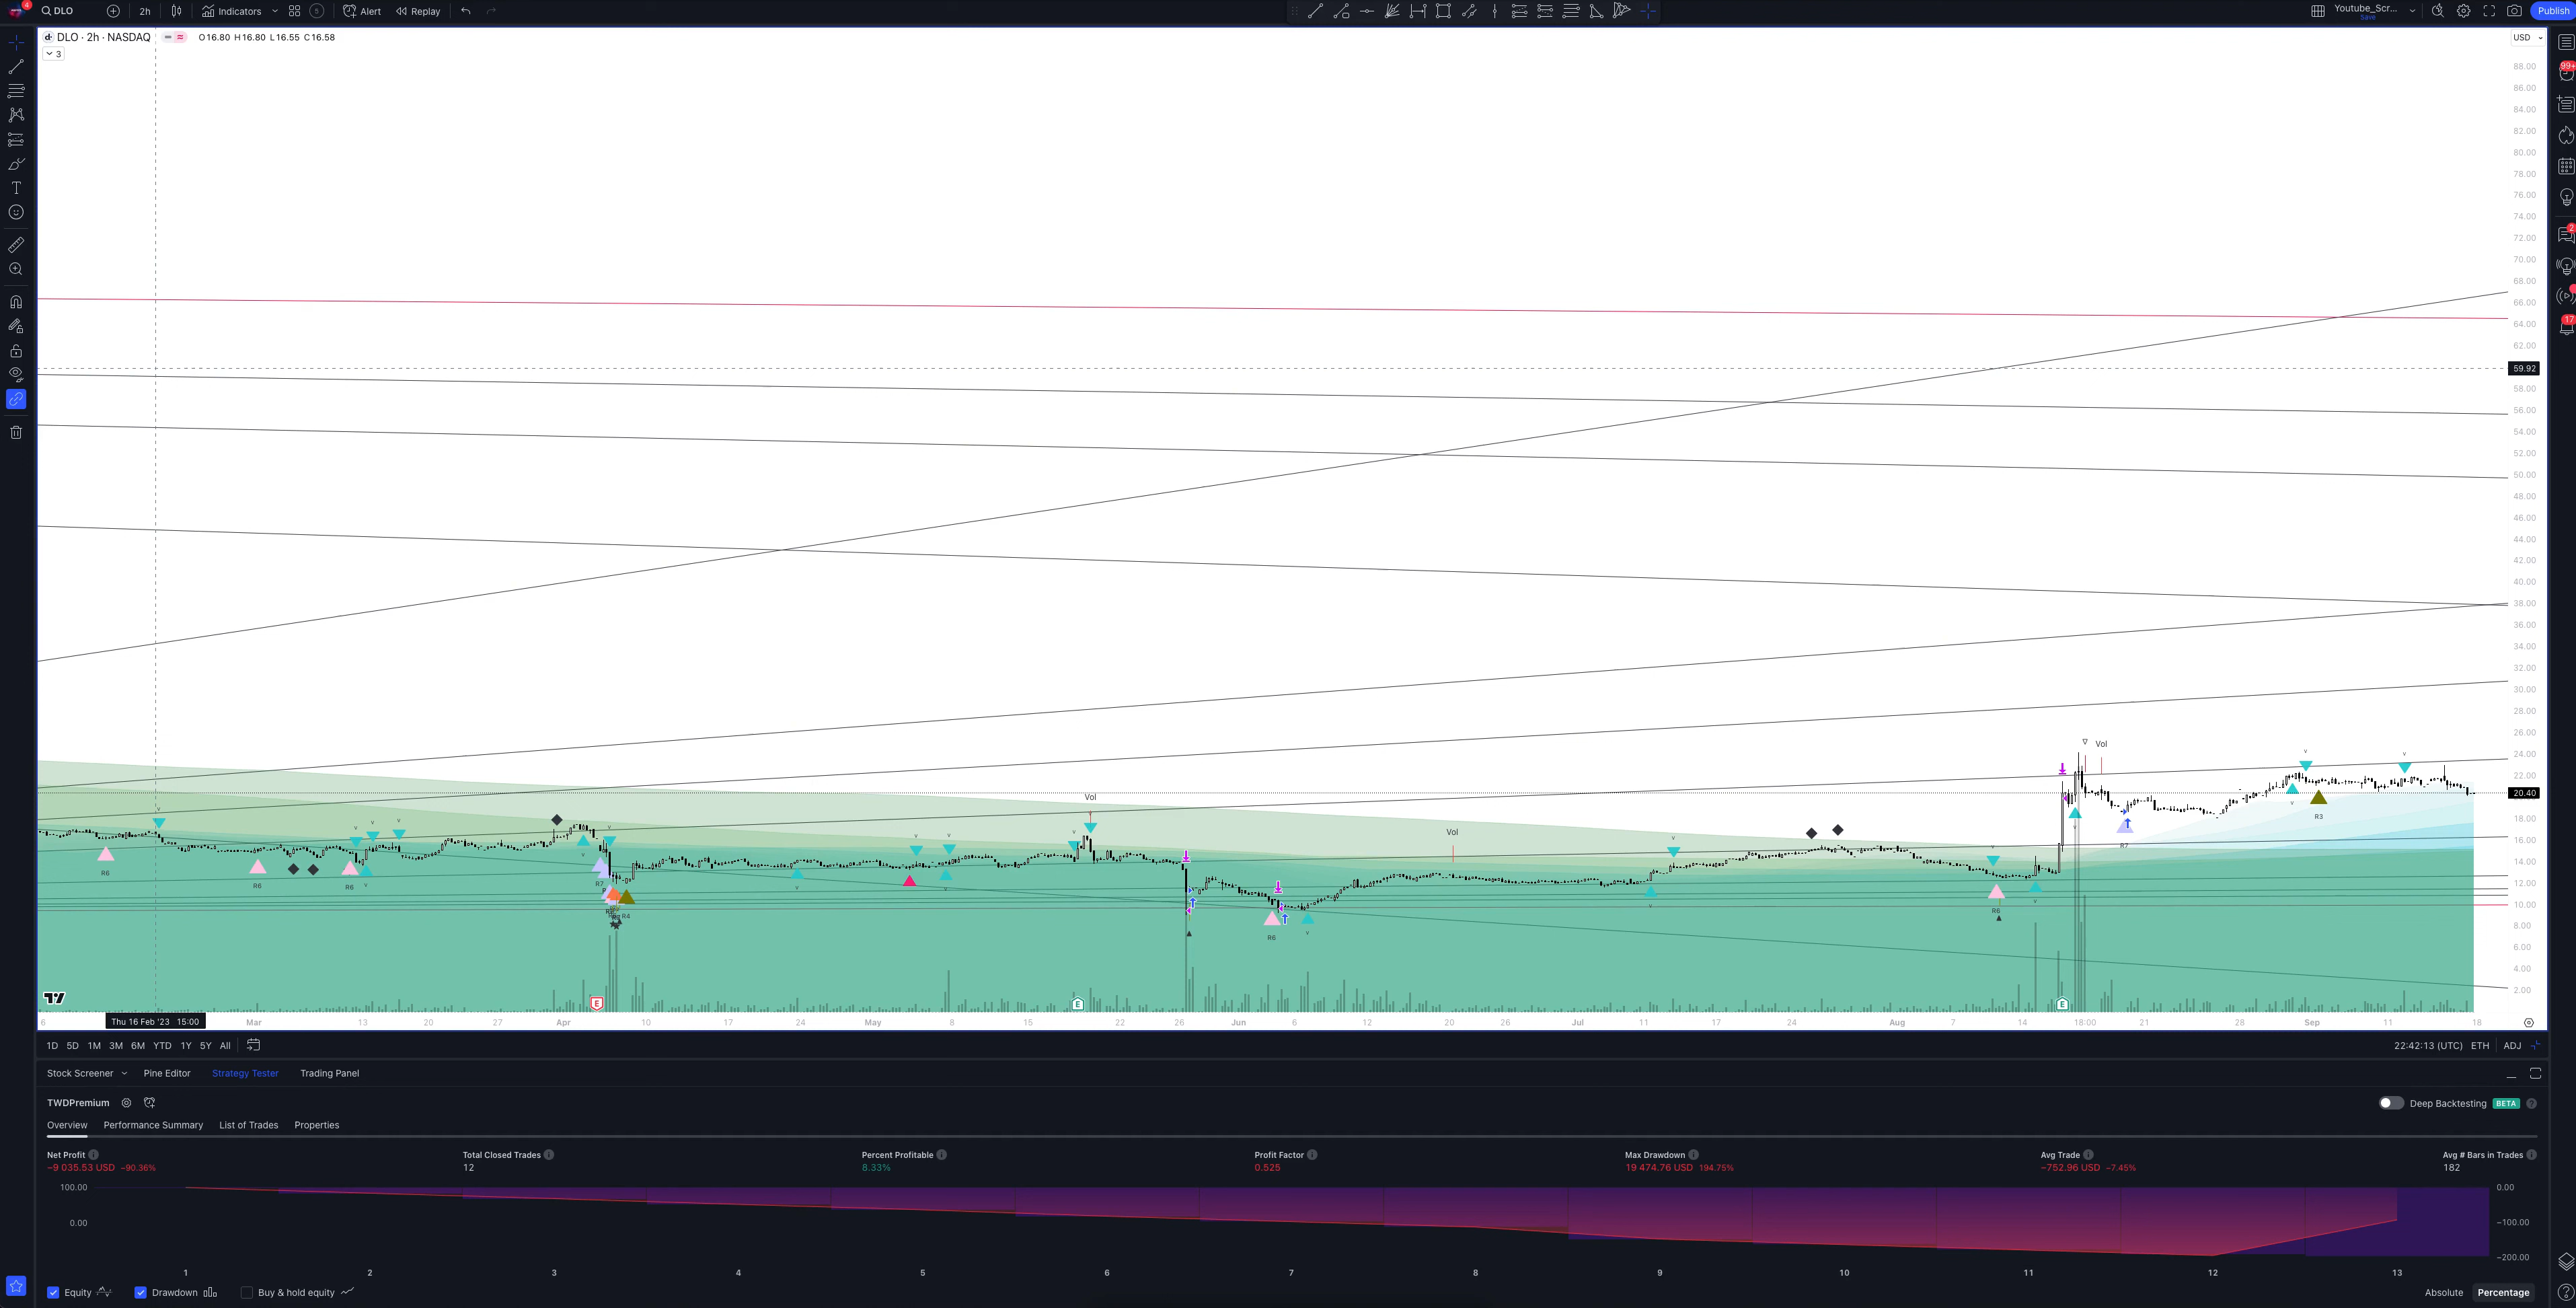 4
DLO
2h
Indicators
5
Alert
Replay
Youtube_Scr...
Save
Publish
DLO · 2h · NASDAQ
O16.80 H16.80 L16.55 C16.58
3
USD
88.00
86.00
84.00
82.00
80.00
78.00
76.00
74.00
72.00
70.00
68.00
66.00
64.00
62.00
59.92
58.00
56.00
54.00
52.00
50.00
48.00
46.00
44.00
42.00
40.00
38.00
36.00
34.00
32.00
30.00
28.00
26.00
24.00
22.00
20.40
18.00
16.00
14.00
12.00
10.00
8.00
6.00
4.00
2.00
99+
2
17
Vol
Vol
Vol
R6
R6
R6
R7
R4
R6
R6
R7
R3
E
E
E
6
Thu 16 Feb '23 15:00
Mar
13
20
27
Apr
10
17
24
May
8
15
22
26
Jun
6
12
20
26
Jul
11
17
24
Aug
7
14
18:00
21
28
Sep
11
18
1D 5D 1M 3M 6M YTD 1Y 5Y All
22:42:13 (UTC) ETH ADJ
Stock Screener Pine Editor Strategy Tester Trading Panel
TWDPremium
Deep Backtesting BETA
Overview Performance Summary List of Trades Properties
Net Profit
−9 035.53 USD −90.36%
Total Closed Trades
12
Percent Profitable
8.33%
Profit Factor
0.525
Max Drawdown
19 474.76 USD 194.75%
Avg Trade
−752.96 USD −7.45%
Avg # Bars in Trades
182
100.00
0.00
0.00
−100.00
−200.00
1 2 3 4 5 6 7 8 9 10 11 12 13
Equity Drawdown Buy & hold equity
Absolute Percentage